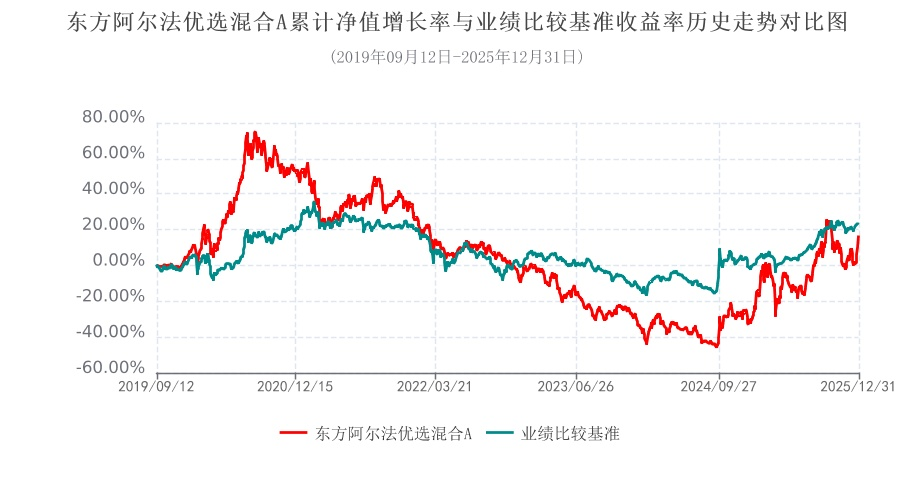 东方阿尔法优选混合A累计净值增长率与业绩比较基准收益率历史走势对比图
(2019年09月12日-2025年12月31日)
80.00%
60.00%
40.00%
20.00%
0.00%
-20.00%
-40.00%
-60.00%
2019/09/12 2020/12/15 2022/03/21 2023/06/26 2024/09/27 2025/12/31
东方阿尔法优选混合A 业绩比较基准